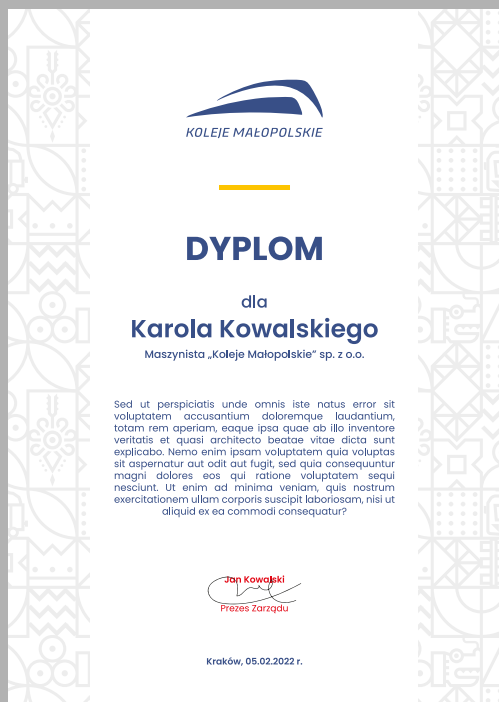 KOLEJE MAŁOPOLSKIE
DYPLOM
dla
Karola Kowalskiego
Maszynista „Koleje Małopolskie” sp. z o.o.
Sed ut perspiciatis unde omnis iste natus error sit
voluptatem accusantium doloremque laudantium,
totam rem aperiam, eaque ipsa quae ab illo inventore
veritatis et quasi architecto beatae vitae dicta sunt
explicabo. Nemo enim ipsam voluptatem quia voluptas
sit aspernatur aut odit aut fugit, sed quia consequuntur
magni dolores eos qui ratione voluptatem sequi
nesciunt. Ut enim ad minima veniam, quis nostrum
exercitationem ullam corporis suscipit laboriosam, nisi ut
aliquid ex ea commodi consequatur?
Jan Kowalski
Prezes Zarządu
Kraków, 05.02.2022 r.